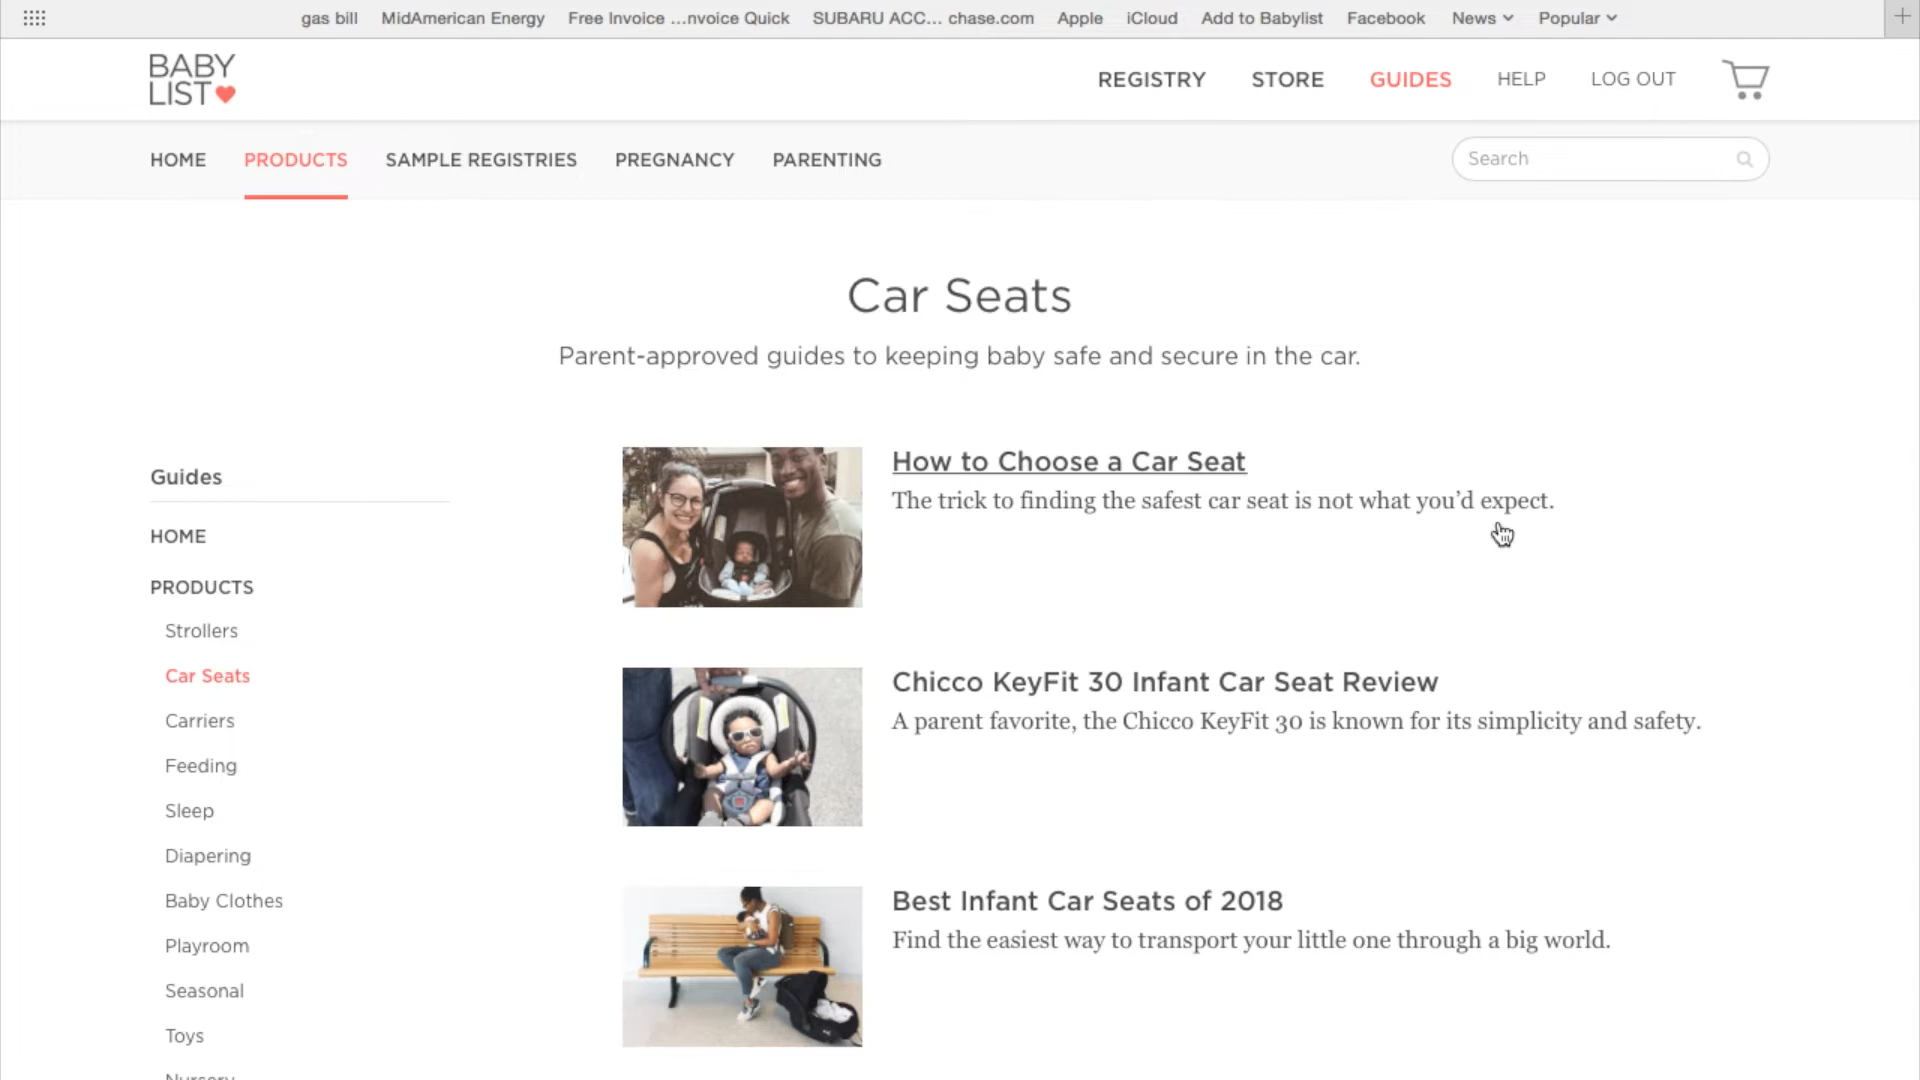 gas bill MidAmerican Energy Free Invoice ...nvoice Quick SUBARU ACC... chase.com Apple iCloud Add to Babylist Facebook News Popular
BABY
LIST
REGISTRY STORE GUIDES HELP LOG OUT
HOME PRODUCTS SAMPLE REGISTRIES PREGNANCY PARENTING Search
Car Seats
Parent-approved guides to keeping baby safe and secure in the car.
Guides
HOME
PRODUCTS
Strollers
Car Seats
Carriers
Feeding
Sleep
Diapering
Baby Clothes
Playroom
Seasonal
Toys
Nursery
How to Choose a Car Seat
The trick to finding the safest car seat is not what you’d expect.
Chicco KeyFit 30 Infant Car Seat Review
A parent favorite, the Chicco KeyFit 30 is known for its simplicity and safety.
Best Infant Car Seats of 2018
Find the easiest way to transport your little one through a big world.